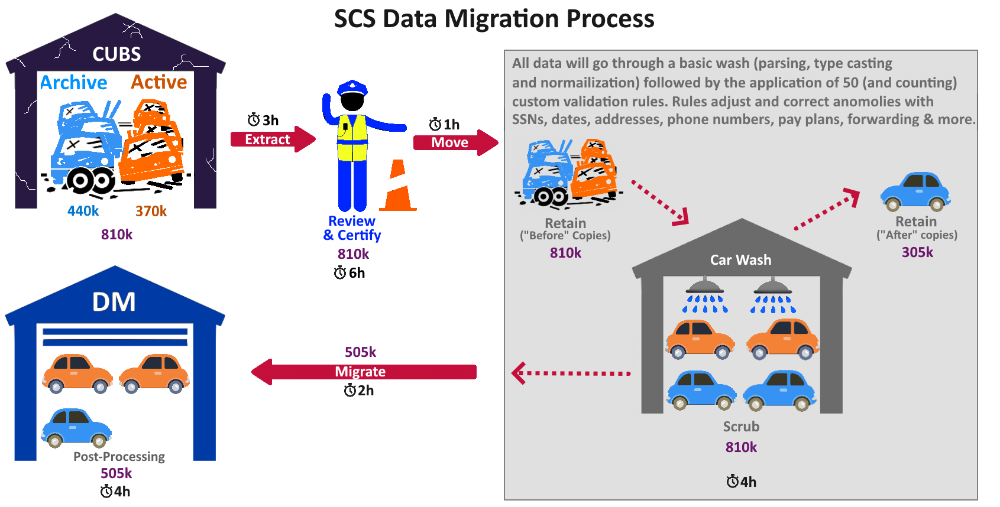 SCS Data Migration Process
CUBS
Archive Active
440k 370k
810k
3h
Extract
Review
& Certify
810k
6h
1h
Move
All data will go through a basic wash (parsing, type casting
and normailization) followed by the application of 50 (and counting)
custom validation rules. Rules adjust and correct anomolies with
SSNs, dates, addresses, phone numbers, pay plans, forwarding & more.
Retain
("Before" Copies)
810k
Retain
("After" copies)
305k
Car Wash
Scrub
810k
4h
505k
Migrate
2h
DM
Post-Processing
505k
4h